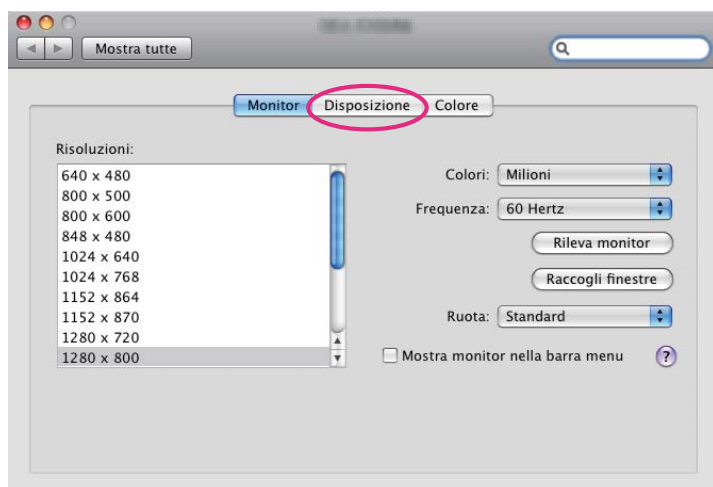 Mostra tutte
Monitor Disposizione Colore
Risoluzioni:
640 x 480
800 x 500
800 x 600
848 x 480
1024 x 640
1024 x 768
1152 x 864
1152 x 870
1280 x 720
1280 x 800
Colori: Milioni
Frequenza: 60 Hertz
Rileva monitor
Raccogli finestre
Ruota: Standard
Mostra monitor nella barra menu ?